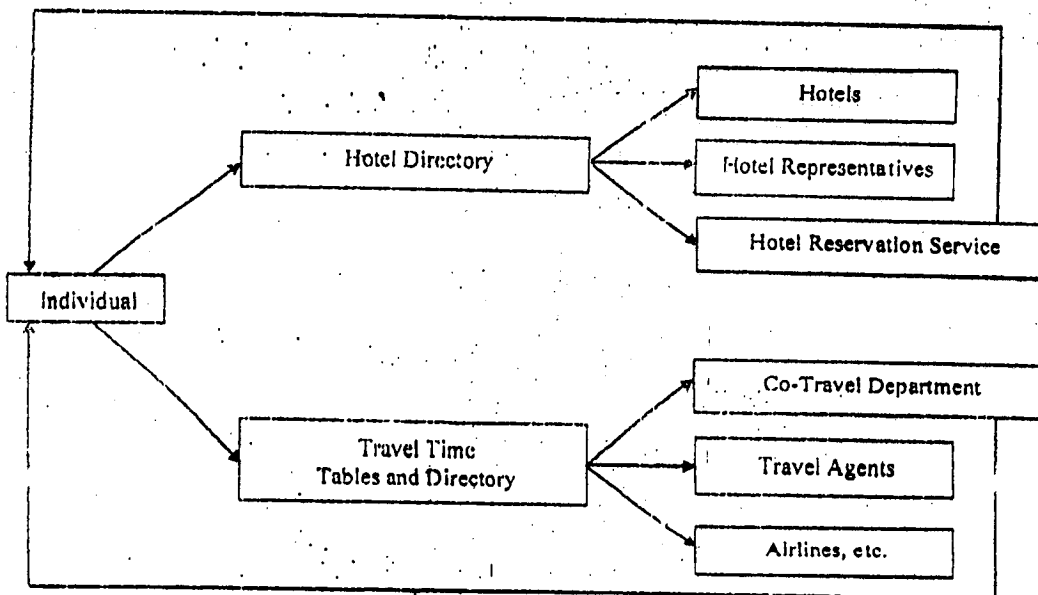 Hotels
Hotel Directory
Hotel Representatives
Hotel Reservation Service
Individual
Co-Travel Department
Travel Time
Tables and Directory
Travel Agents
Airlines, etc.